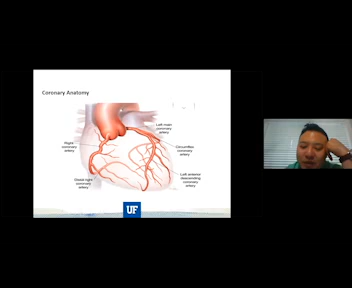 Coronary Anatomy
Left main
coronary
artery
Right
coronary
artery
Circumflex
coronary
artery
Left anterior
descending
coronary
artery
Distal right
coronary
artery
UF